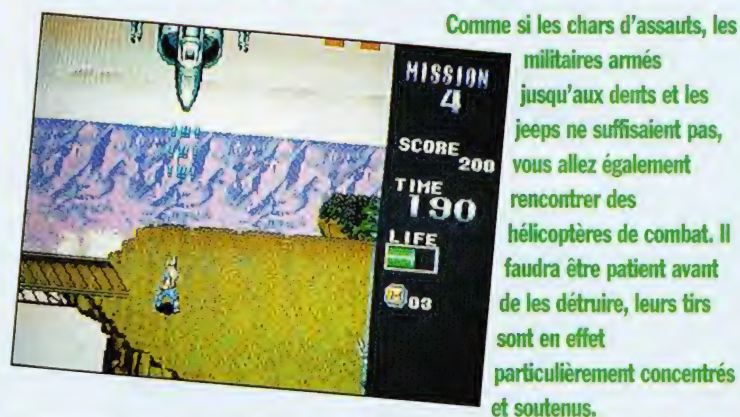 Comme si les chars d'assauts, les
militaires armés
jusqu'aux dents et les
jeeps ne suffisaient pas,
vous allez également
rencontrer des
hélicoptères de combat. Il
faudra être patient avant
de les détruire, leurs tirs
sont en effet
particulièrement concentrés
et soutenus.
MISSION
4
SCORE
200
TIME
190
LIFE
03